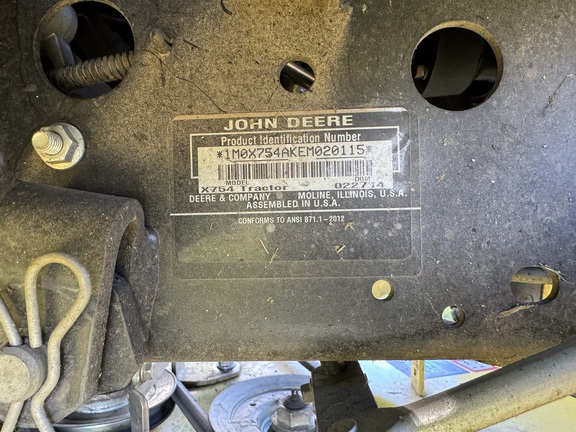 JOHN DEERE
Product Identification Number
*1M0X754AKEM020115*
MODEL DOM
X754 Tractor 022714
DEERE & COMPANY MOLINE, ILLINOIS, U.S.A.
ASSEMBLED IN U.S.A.
CONFORMS TO ANSI B71.1-2012